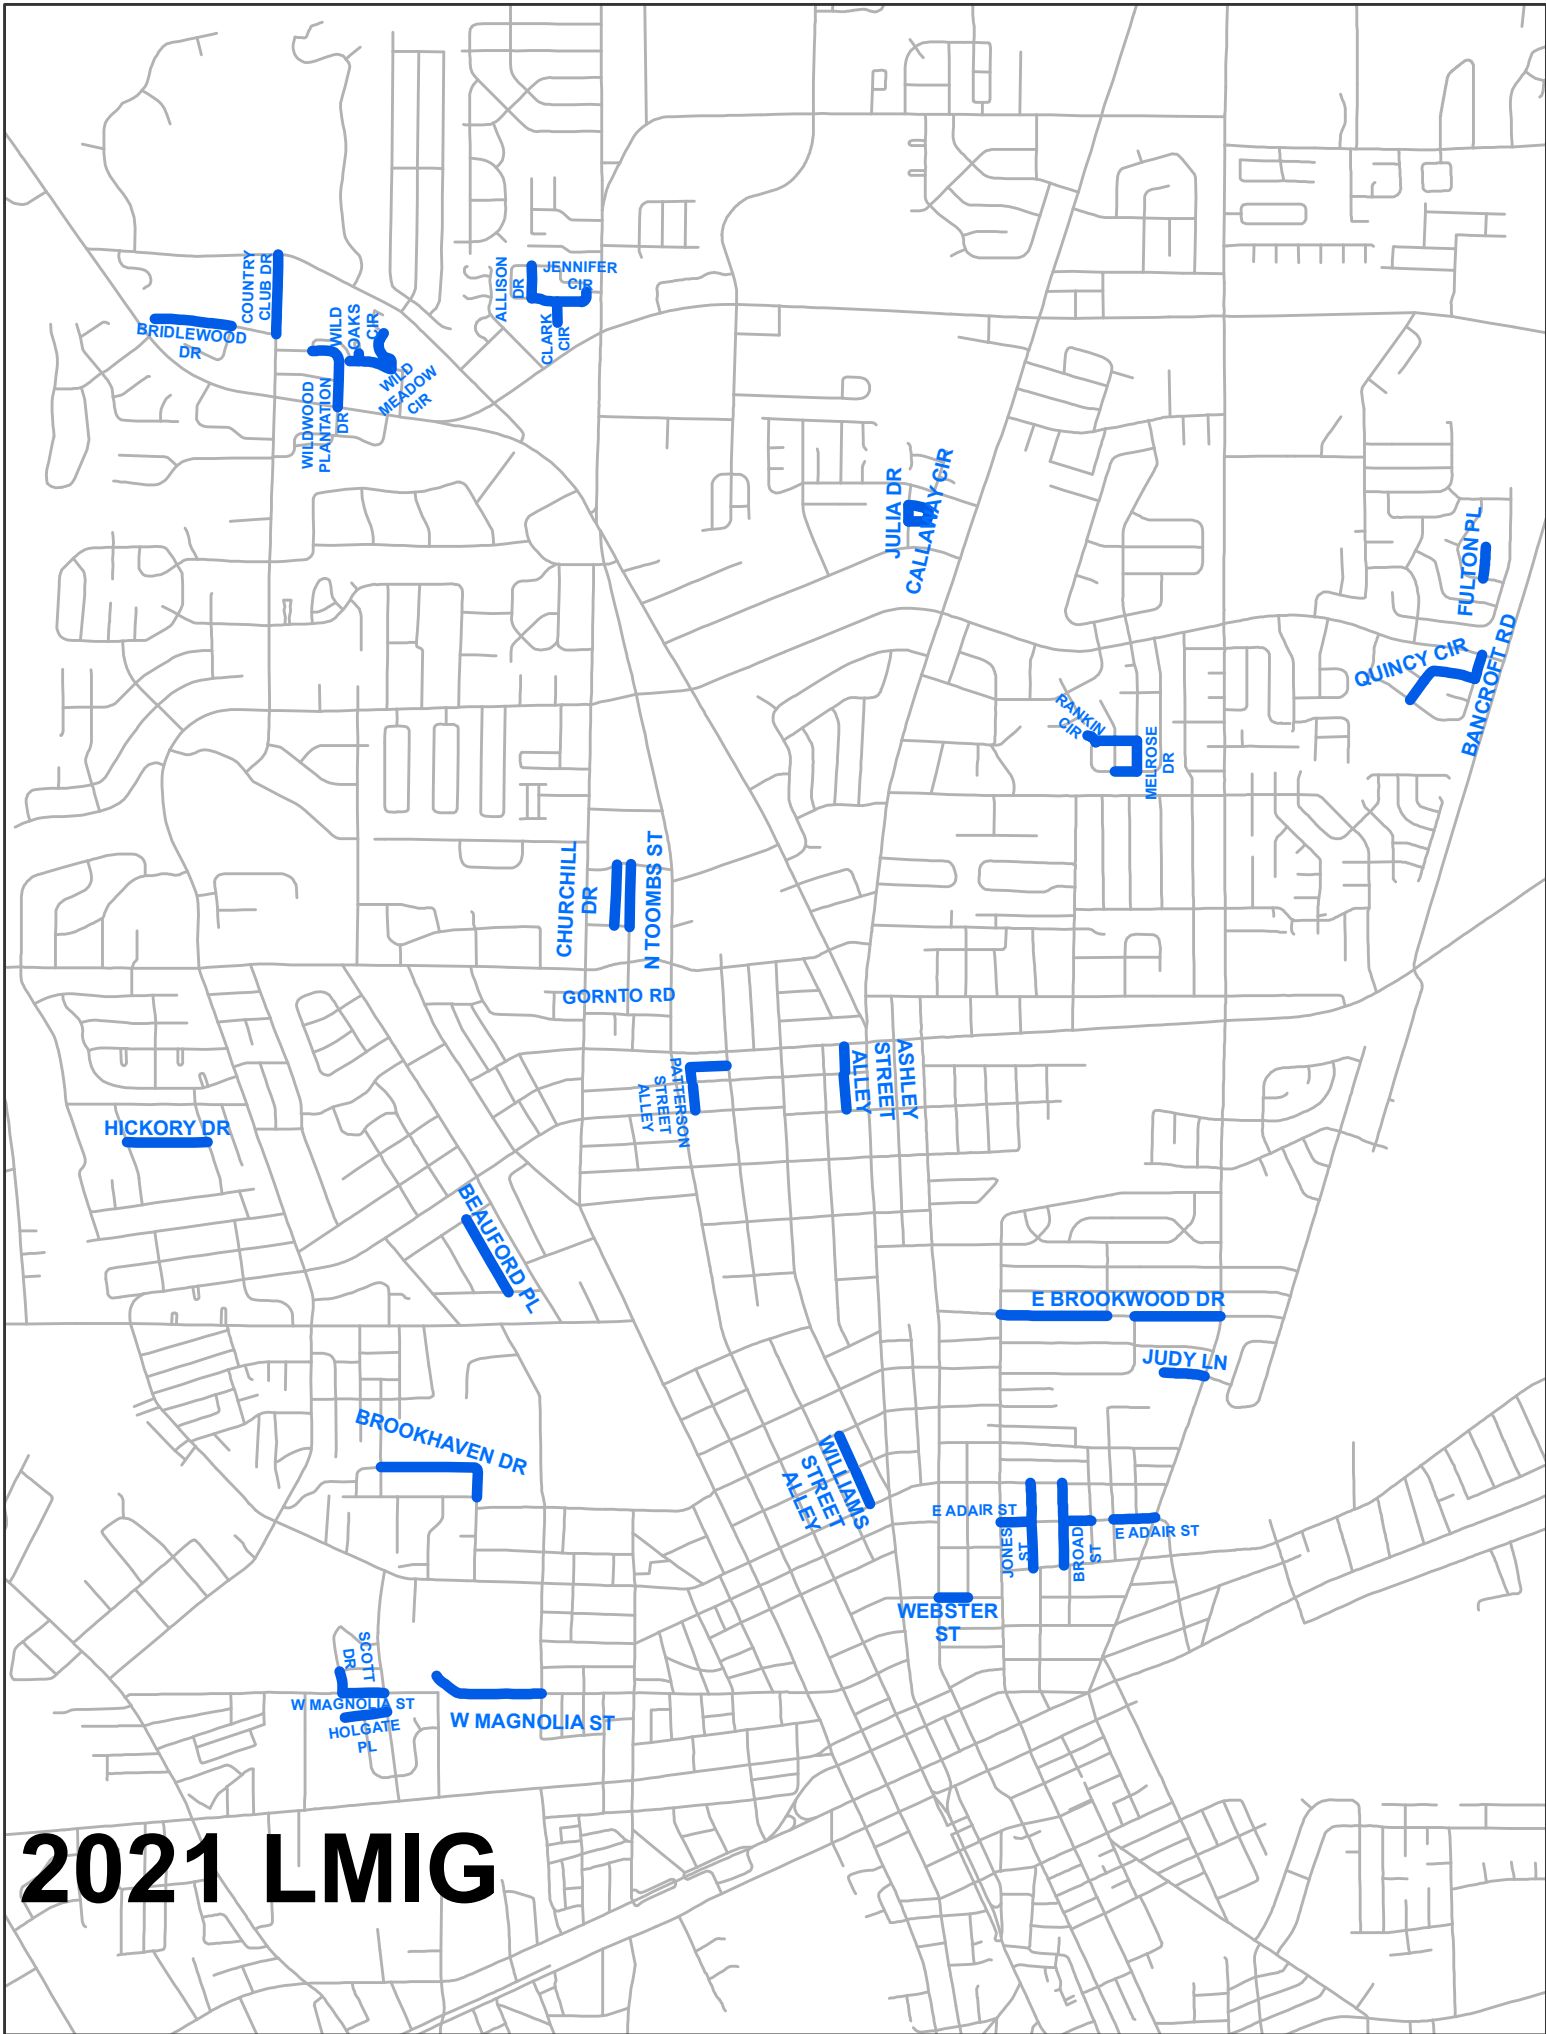 COUNTRY
CLUB DR
BRIDLEWOOD
DR
WILD
OAKS
CIR
WILD
MEADOW
CIR
WILDWOOD
PLANTATION
DR
ALLISON
DR
JENNIFER
CIR
CLARK
CIR
JULIA DR
CALLAWAY CIR
FULTON PL
QUINCY CIR
BANCROFT RD
RANKIN
CIR
MELROSE
DR
CHURCHILL
DR
N TOOMBS ST
GORNTO RD
PATTERSON
STREET
ALLEY
ASHLEY
STREET
ALLEY
HICKORY DR
BEAUFORD PL
E BROOKWOOD DR
JUDY LN
BROOKHAVEN DR
WILLIAMS
STREET
ALLEY
E ADAIR ST
JONES
ST
BROAD
ST
E ADAIR ST
WEBSTER
ST
SCOTT
DR
W MAGNOLIA ST
HOLGATE
PL
W MAGNOLIA ST
2021 LMIG